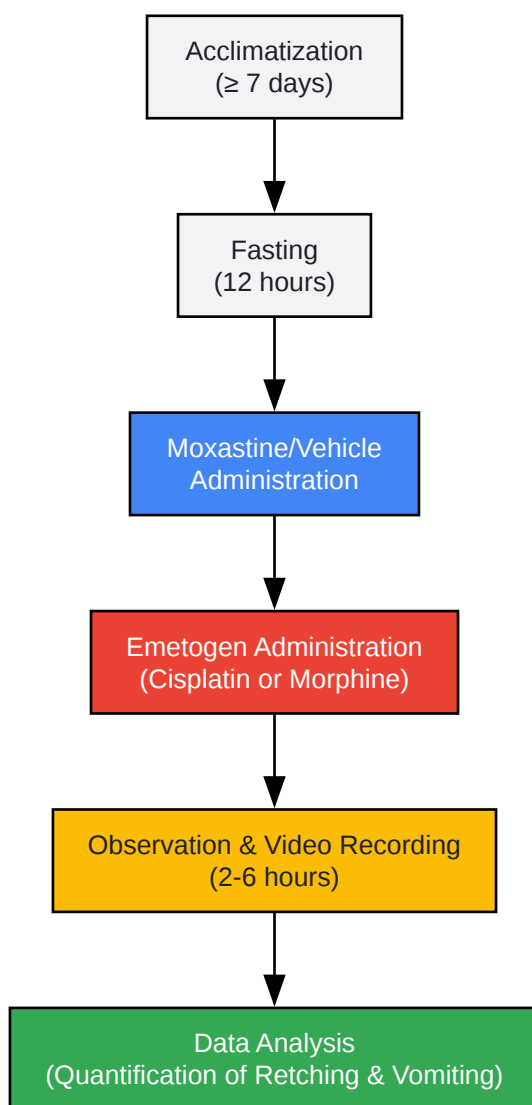 Acclimatization
(≥ 7 days)
Fasting
(12 hours)
Moxastine/Vehicle
Administration
Emetogen Administration
(Cisplatin or Morphine)
Observation & Video Recording
(2-6 hours)
Data Analysis
(Quantification of Retching & Vomiting)